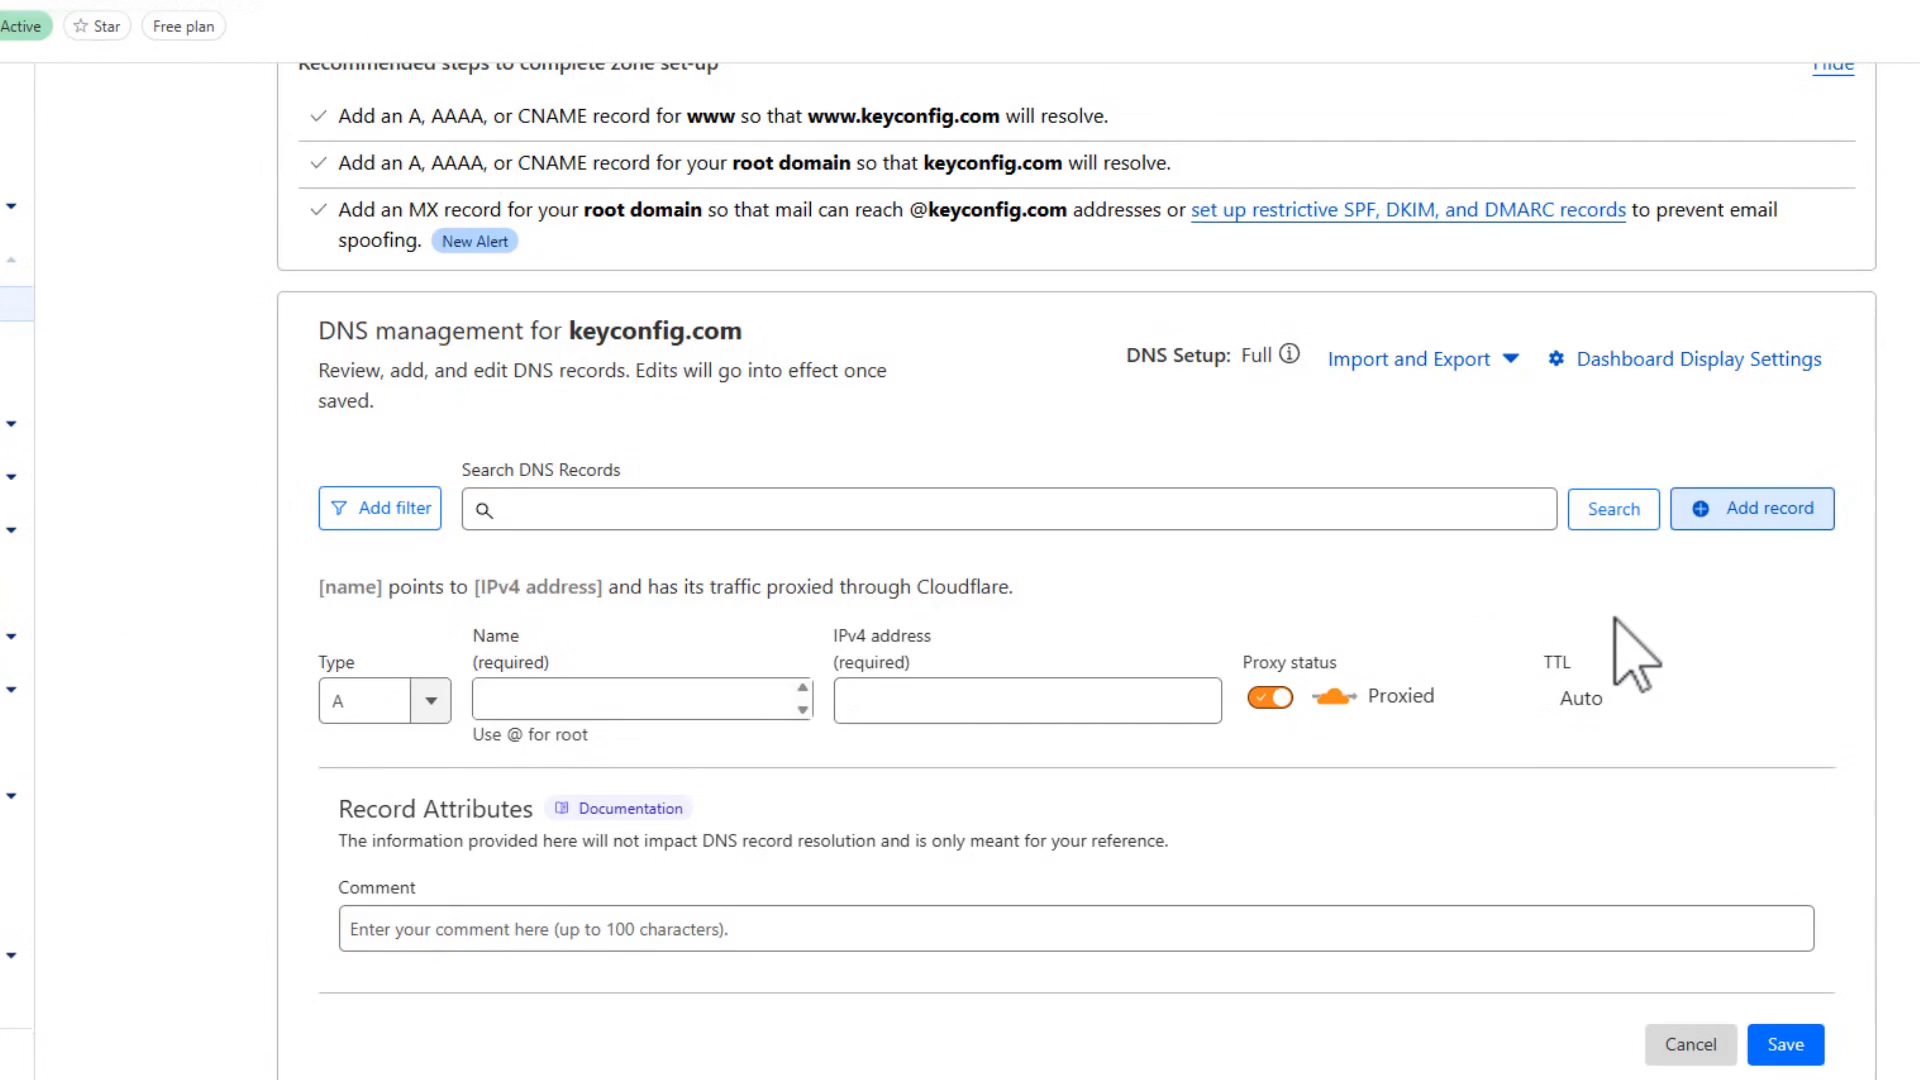 Active
Star
Free plan
Recommended steps to complete zone set-up
Hide
Add an A, AAAA, or CNAME record for www so that www.keyconfig.com will resolve.
Add an A, AAAA, or CNAME record for your root domain so that keyconfig.com will resolve.
Add an MX record for your root domain so that mail can reach @keyconfig.com addresses or set up restrictive SPF, DKIM, and DMARC records to prevent email
spoofing. New Alert
DNS management for keyconfig.com
Review, add, and edit DNS records. Edits will go into effect once
saved.
DNS Setup: Full
Import and Export
Dashboard Display Settings
Search DNS Records
Add filter
Search
Add record
[name] points to [IPv4 address] and has its traffic proxied through Cloudflare.
Type
Name
(required)
IPv4 address
(required)
Proxy status
TTL
A
Proxied
Auto
Use @ for root
Record Attributes
Documentation
The information provided here will not impact DNS record resolution and is only meant for your reference.
Comment
Enter your comment here (up to 100 characters).
Cancel
Save